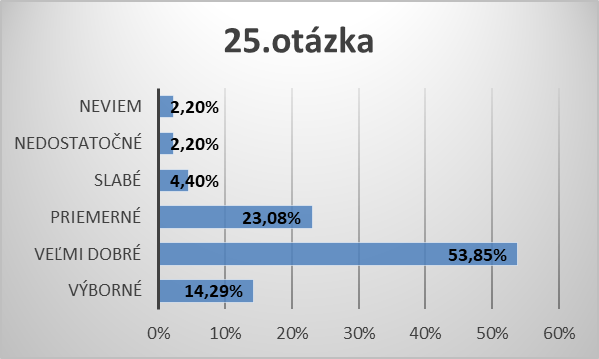 25.otázka
NEVIEM 2,20%
NEDOSTATOČNÉ 2,20%
SLABÉ 4,40%
PRIEMERNÉ 23,08%
VEĽMI DOBRÉ 53,85%
VÝBORNÉ 14,29%
0% 10% 20% 30% 40% 50% 60%